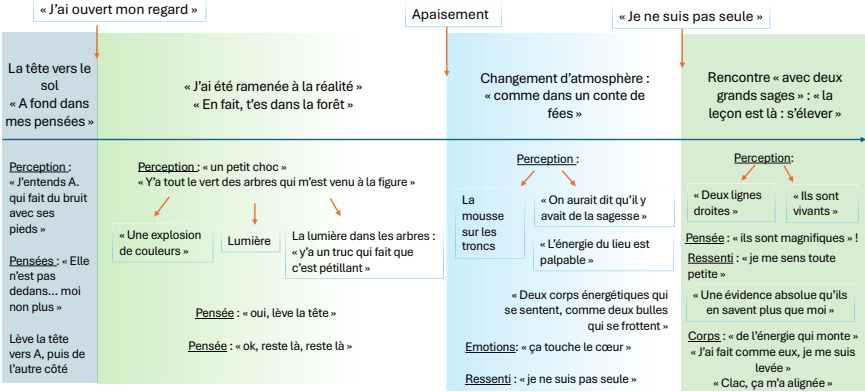 « J'ai ouvert mon regard »
Apaisement
« Je ne suis pas seule »
La tête vers le
sol
« A fond dans
mes pensées »
« J'ai été ramenée à la réalité »
« En fait, t'es dans la forêt »
Changement d'atmosphère :
« comme dans un conte de
fées »
Rencontre « avec deux
grands sages » : « la
leçon est là : s'élever »
Perception :
« J'entends A.
qui fait du bruit
avec ses
pieds »
Pensées : « Elle
n'est pas
dedans... moi
non plus »
Lève la tête
vers A, puis de
l'autre côté
Perception : « un petit choc »
« Y'a tout le vert des arbres qui m'est venu à la figure »
« Une explosion
de couleurs »
Lumière
La lumière dans les arbres :
« y'a un truc qui fait que
c'est pétillant »
Pensée : « oui, lève la tête »
Pensée : « ok, reste là, reste là »
Perception :
La
mousse
sur les
troncs
« On aurait dit qu'il y
avait de la sagesse »
« L'énergie du lieu est
palpable »
« Deux corps énergétiques qui
se sentent, comme deux bulles
qui se frottent »
Emotions: « ça touche le cœur »
Ressenti : « je ne suis pas seule »
Perception:
« Deux lignes
droites »
« Ils sont
vivants »
Pensée : « ils sont magnifiques » !
Ressenti : « je me sens toute
petite »
« Une évidence absolue qu'ils
en savent plus que moi »
Corps : « de l'énergie qui monte »
« J'ai fait comme eux, je me suis
levée »
« Clac, ça m'a alignée »